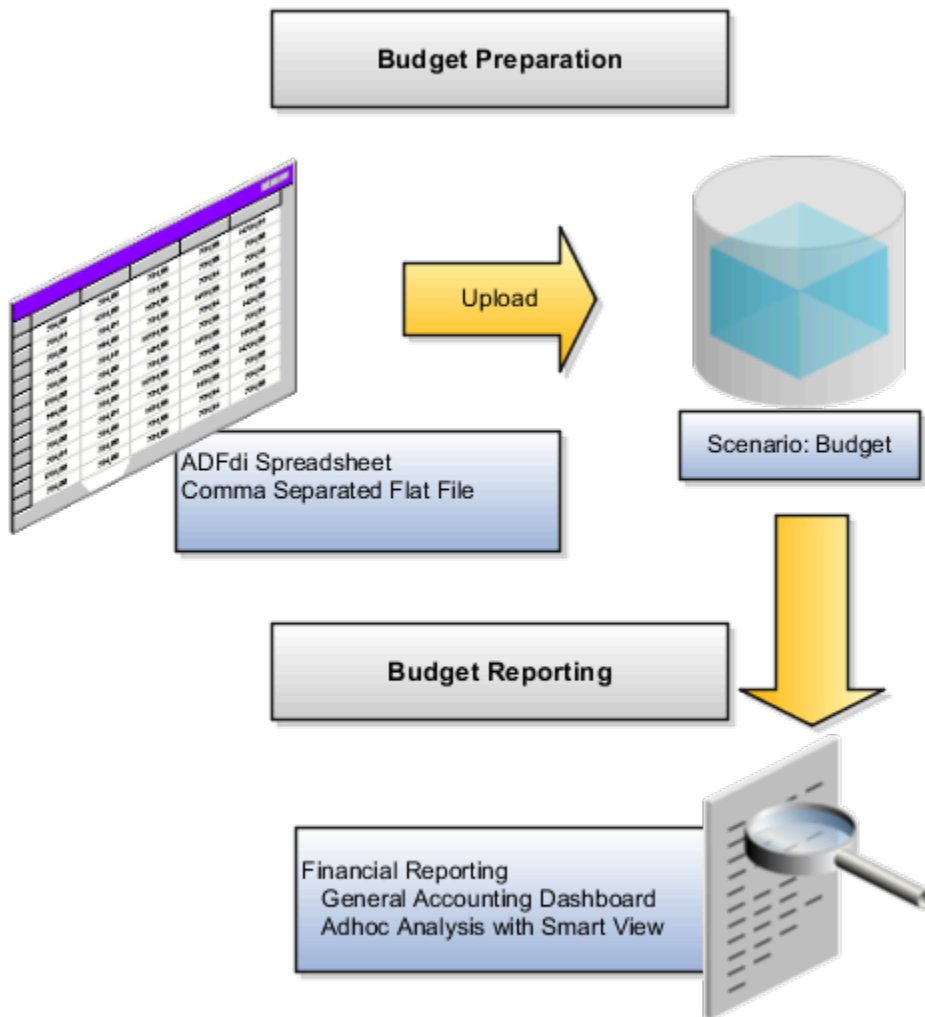 Budget Preparation
Upload
ADFdi Spreadsheet
Comma Separated Flat File
Scenario: Budget
Budget Reporting
Financial Reporting
General Accounting Dashboard
Adhoc Analysis with Smart View